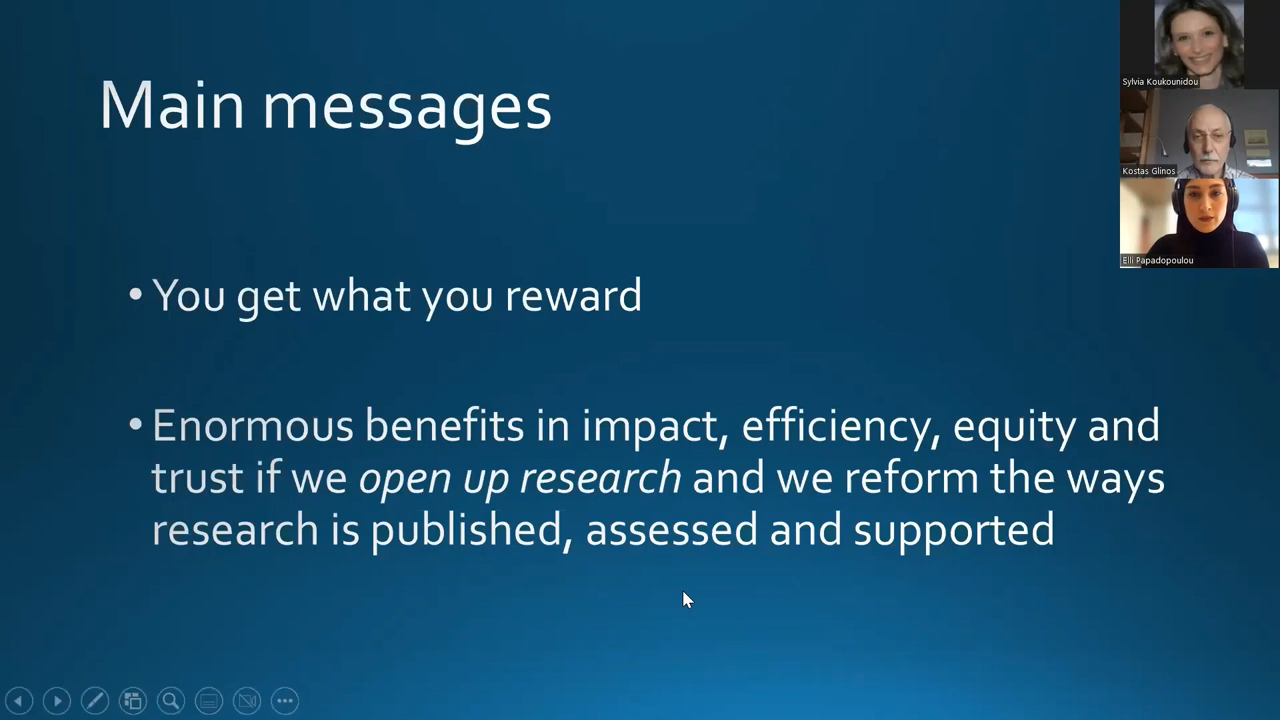 Main messages
• You get what you reward
• Enormous benefits in impact, efficiency, equity and
trust if we open up research and we reform the ways
research is published, assessed and supported
Sylvia Koukounidou
Kostas Glinos
Elli Papadopoulou